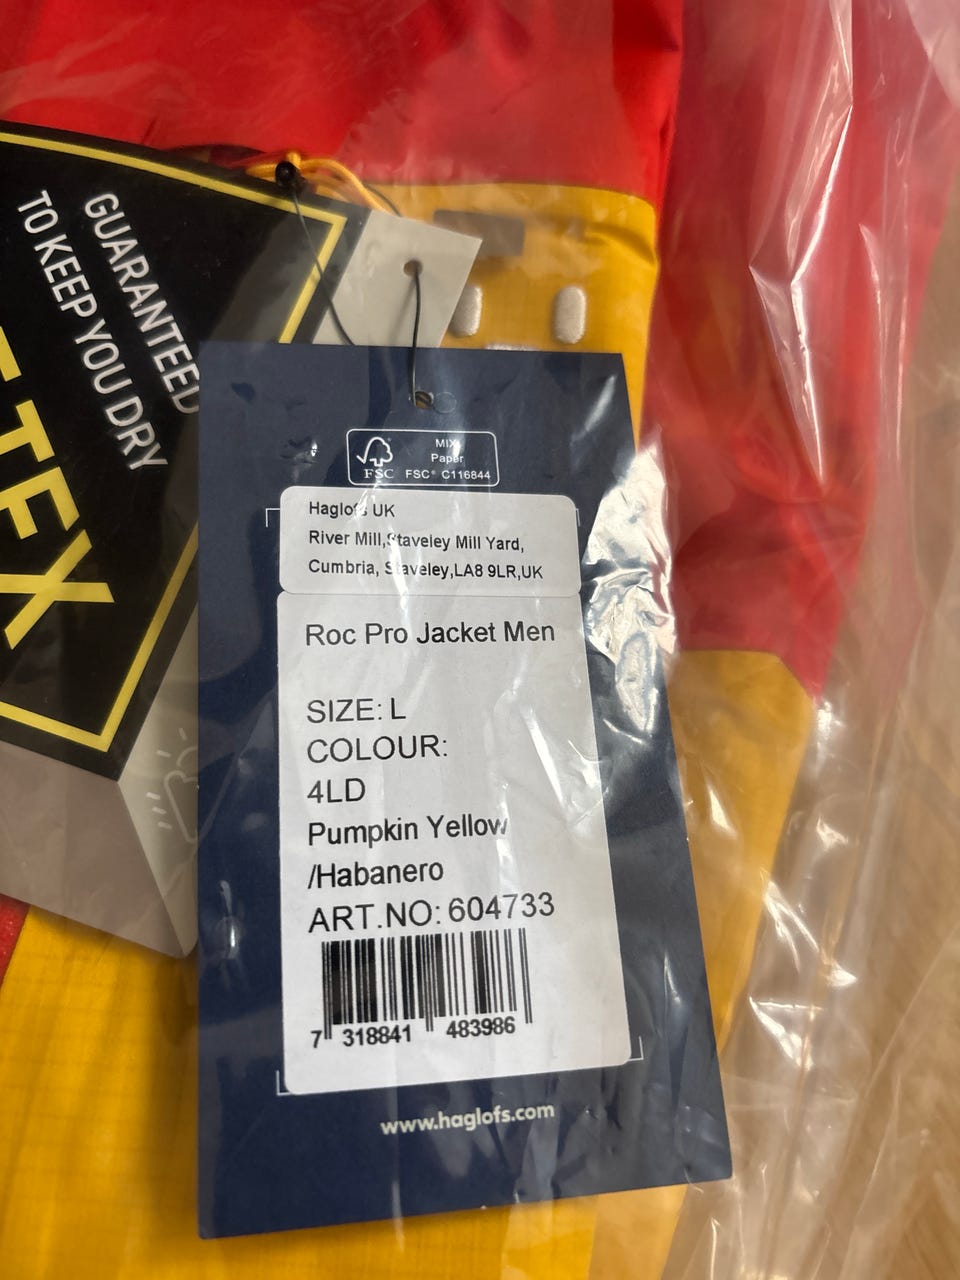 GUARANTEED
TO KEEP YOU DRY
TEX
MIX
Paper
FSC
FSC® C116844
Haglofs UK
River Mill,Staveley Mill Yard,
Cumbria, Staveley,LA8 9LR,UK
Roc Pro Jacket Men
SIZE: L
COLOUR:
4LD
Pumpkin Yellow
/Habanero
ART.NO: 604733
7 318841 483986
www.haglofs.com